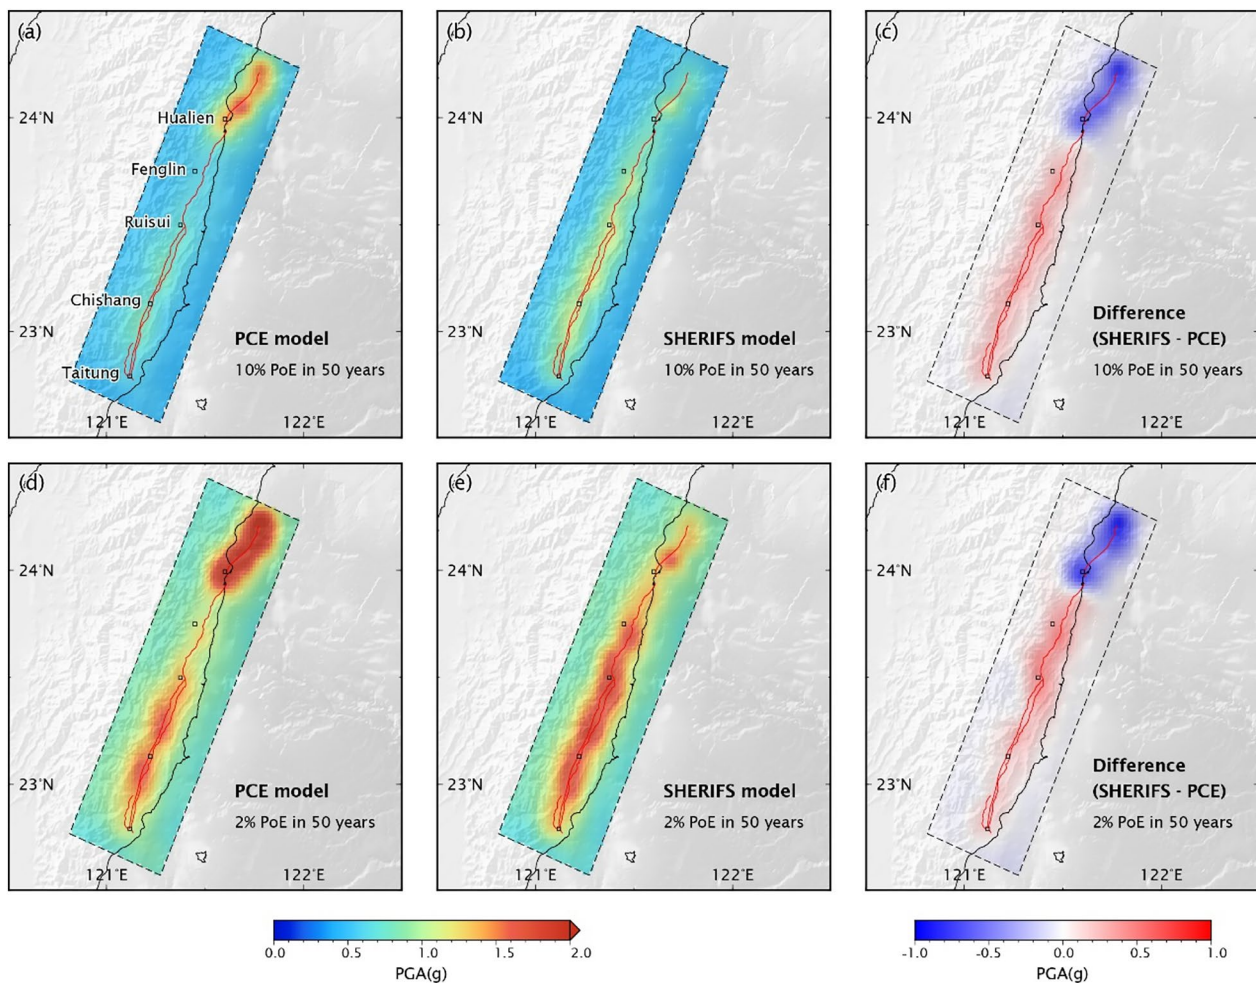 (a)
Hualien
24°N
Fenglin
Ruisui
Chishang
23°N
Taitung
PCE model
10% PoE in 50 years
121°E
122°E
(b)
24°N
23°N
SHERIFS model
10% PoE in 50 years
121°E
122°E
(c)
24°N
23°N
Difference
(SHERIFS - PCE)
10% PoE in 50 years
121°E
122°E
(d)
24°N
23°N
PCE model
2% PoE in 50 years
121°E
122°E
(e)
24°N
23°N
SHERIFS model
2% PoE in 50 years
121°E
122°E
(f)
24°N
23°N
Difference
(SHERIFS - PCE)
2% PoE in 50 years
121°E
122°E
0.0 0.5 1.0 1.5 2.0
PGA(g)
-1.0 -0.5 0.0 0.5 1.0
PGA(g)